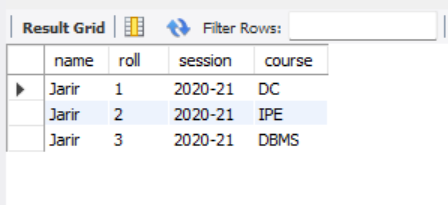 Result Grid Filter Rows:
name roll session course
Jarir 1 2020-21 DC
Jarir 2 2020-21 IPE
Jarir 3 2020-21 DBMS